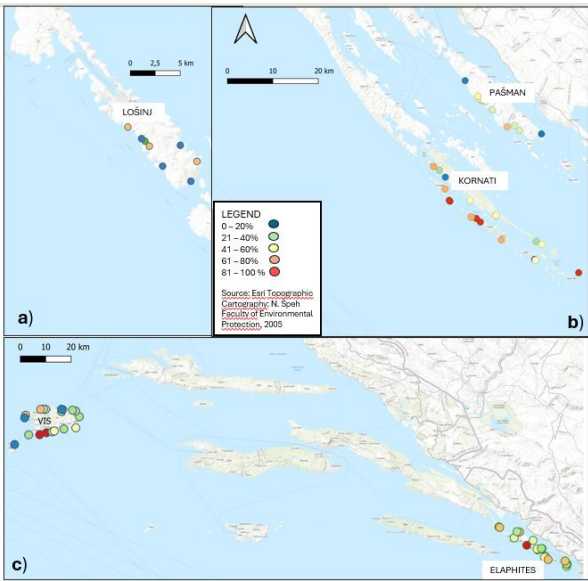 0 2,5 5 km
LOŠINJ
a)
0 10 20 km
PAŠMAN
KORNATI
b)
LEGEND
0 – 20%
21 – 40%
41 – 60%
61 – 80%
81 – 100 %
Source: Esri Topographic
Cartography: N. Špeh
Faculty of Environmental
Protection, 2005
0 10 20 km
VIS
ELAPHITES
c)